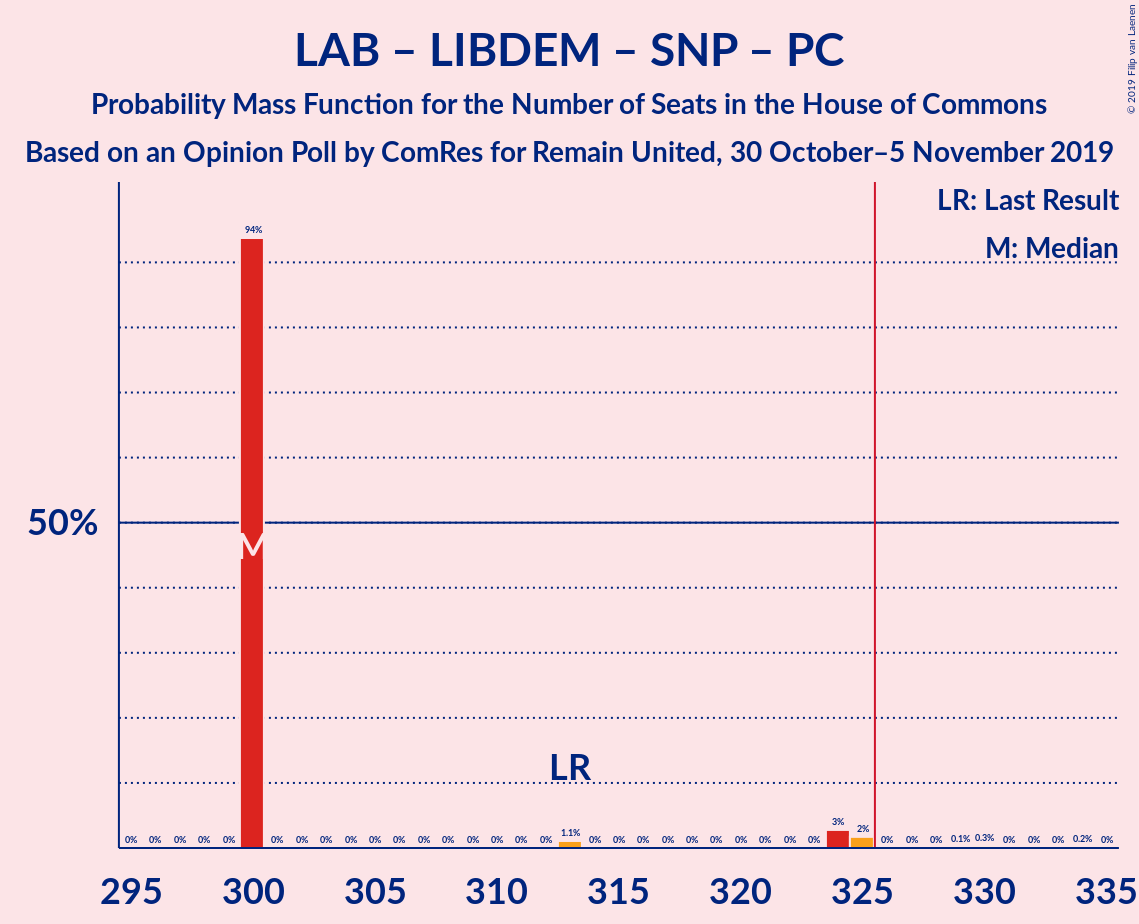 LAB – LIBDEM – SNP – PC
Probability Mass Function for the Number of Seats in the House of Commons
Based on an Opinion Poll by ComRes for Remain United, 30 October–5 November 2019
© 2019 Filip van Laenen
LR: Last Result
M: Median
94%
50%
M
LR
0% 0% 0% 0% 0% 0% 0% 0% 0% 0% 0% 0% 0% 0% 0% 0% 0% 1.1% 0% 0% 0% 0% 0% 0% 0% 0% 0% 0% 3% 2% 0% 0% 0% 0.1% 0.3% 0% 0% 0% 0.2% 0%
295 300 305 310 315 320 325 330 335